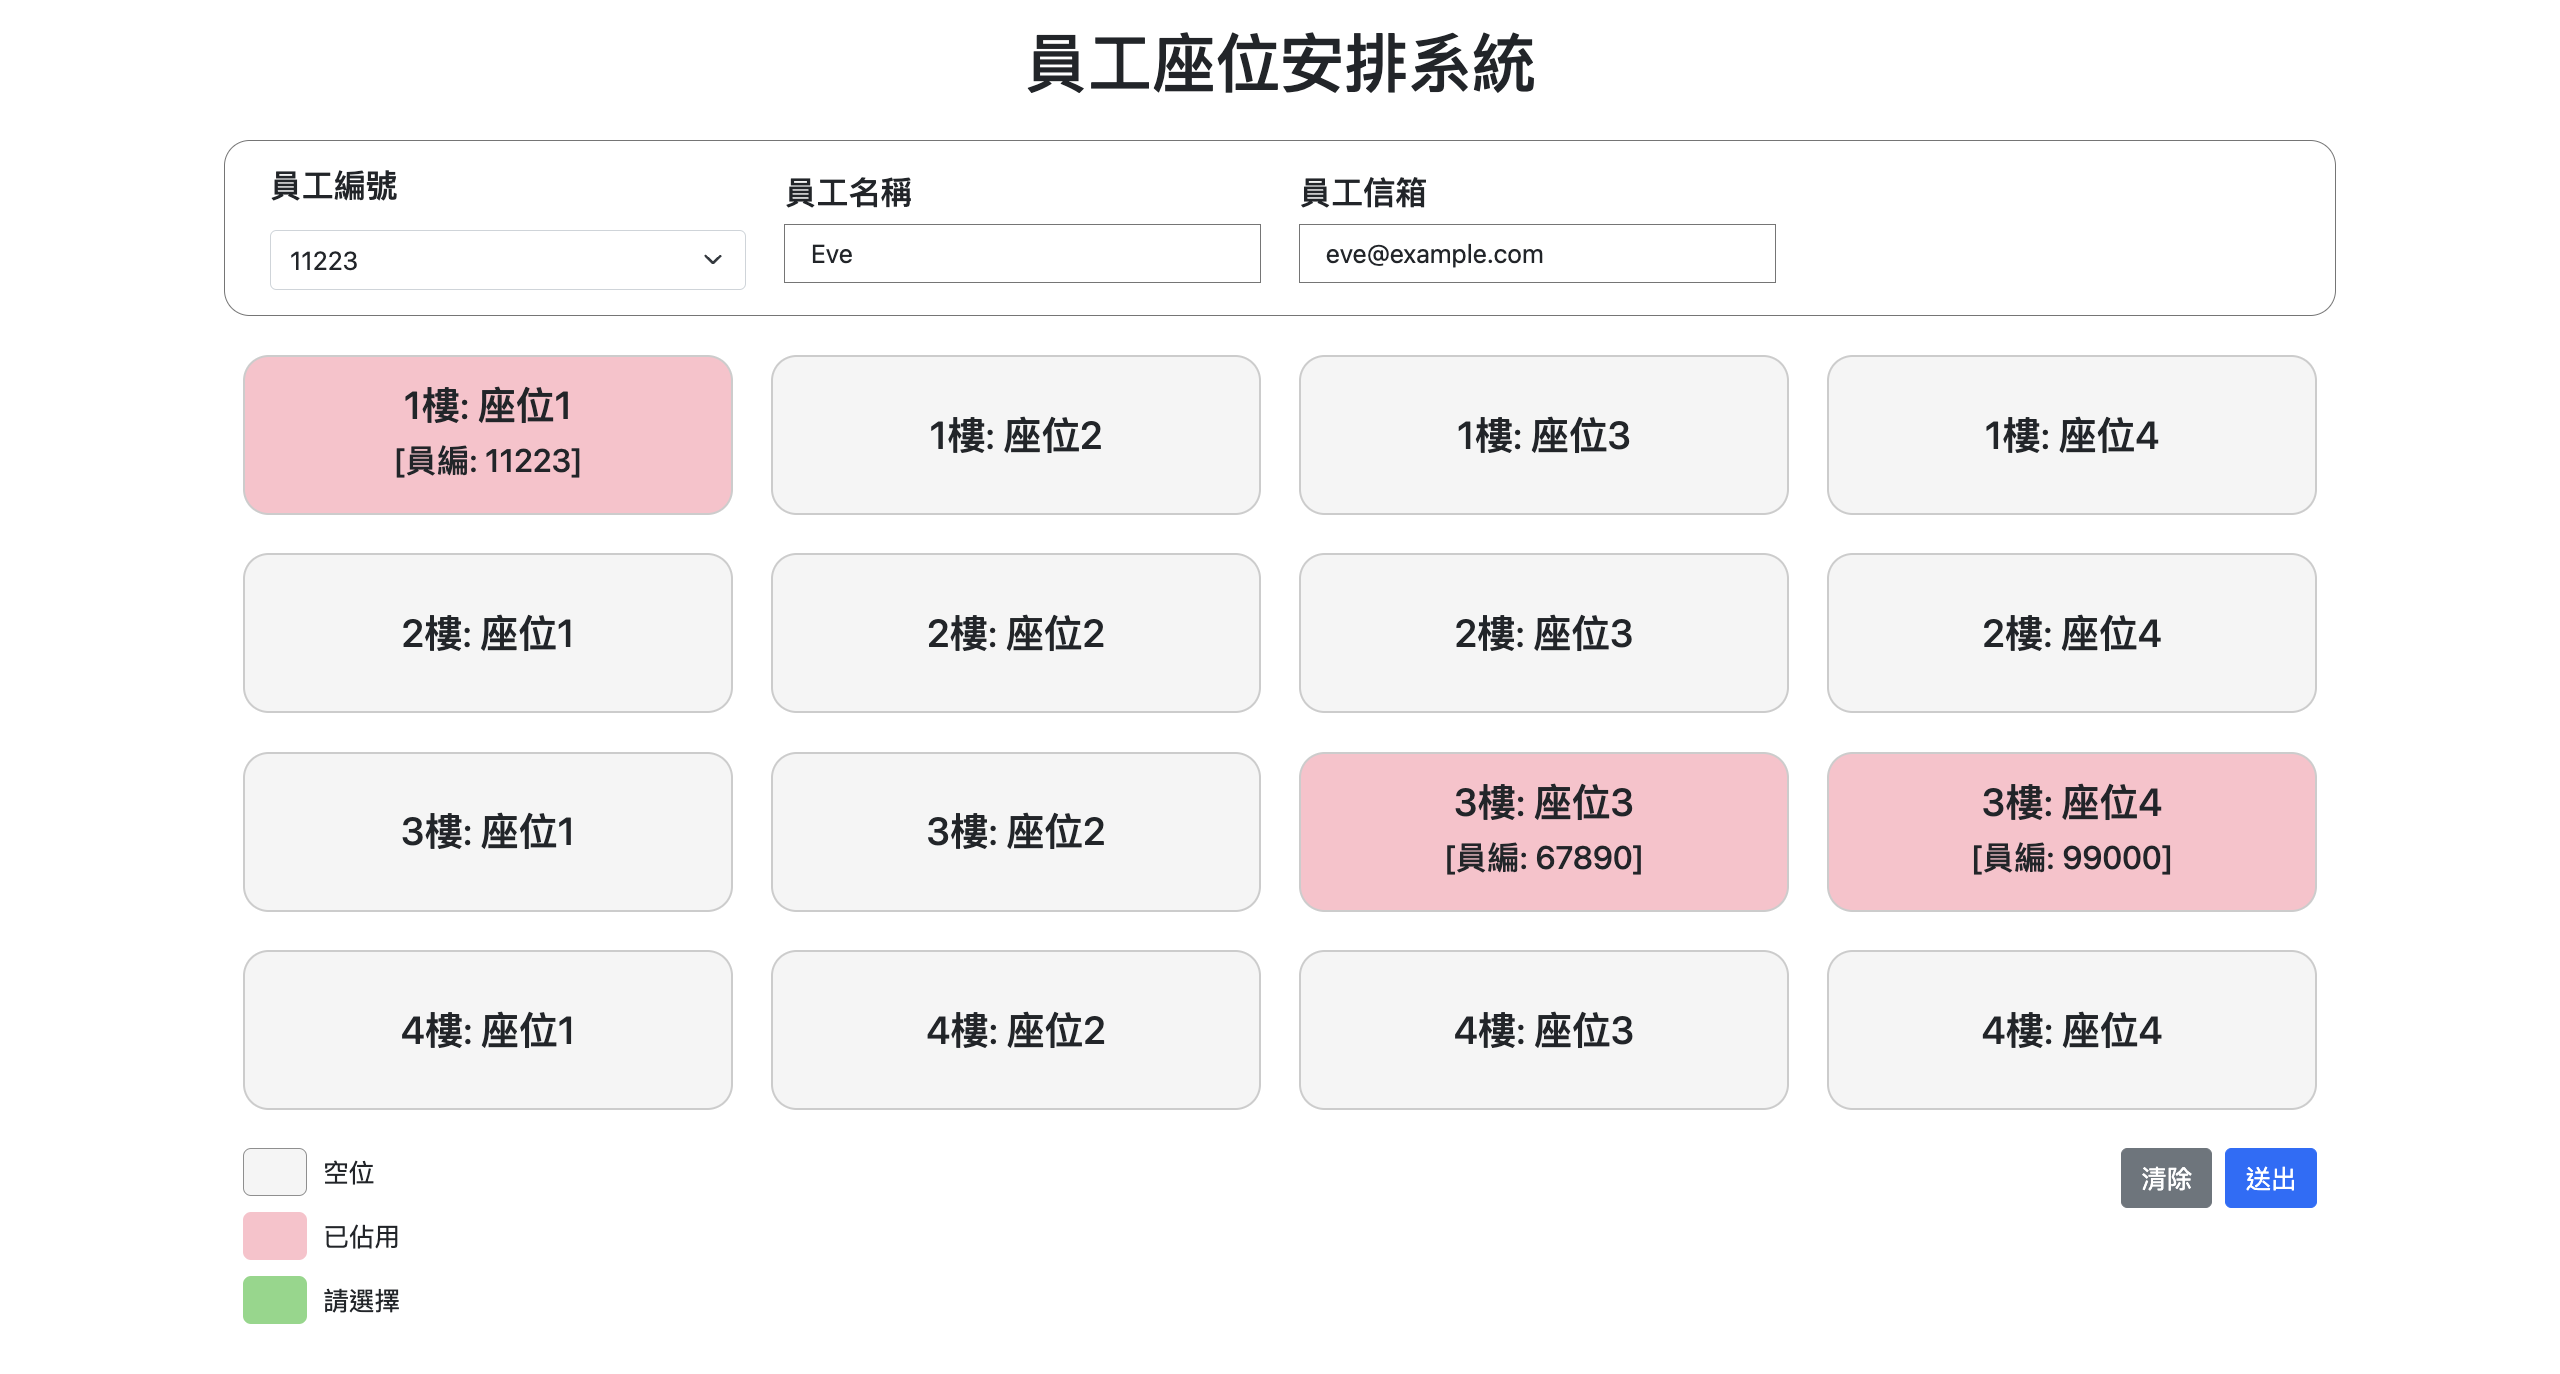 員工座位安排系統
員工編號
11223
員工名稱
Eve
員工信箱
eve@example.com
1樓: 座位1
[員編: 11223]
1樓: 座位2
1樓: 座位3
1樓: 座位4
2樓: 座位1
2樓: 座位2
2樓: 座位3
2樓: 座位4
3樓: 座位1
3樓: 座位2
3樓: 座位3
[員編: 67890]
3樓: 座位4
[員編: 99000]
4樓: 座位1
4樓: 座位2
4樓: 座位3
4樓: 座位4
空位
已佔用
請選擇
清除
送出